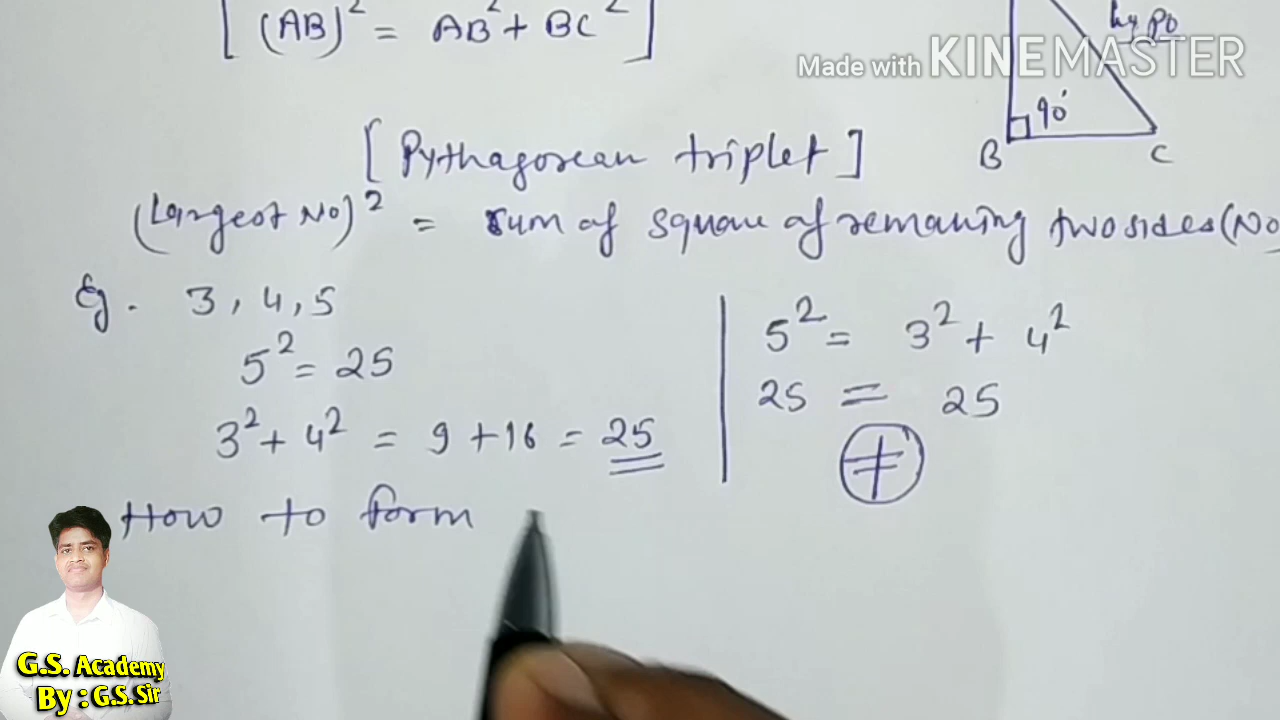 [(AB)² = AB² + BC²]
hypo
Made with KINEMASTER
90°
B C
[Pythagorean triplet]
(Largest No)² = sum of square of remaining two sides (No
Eg. 3, 4, 5
5² = 25
3² + 4² = 9 + 16 = 25
5² = 3² + 4²
25 = 25
≠
How to form
G.S. Academy
By : G.S. Sir